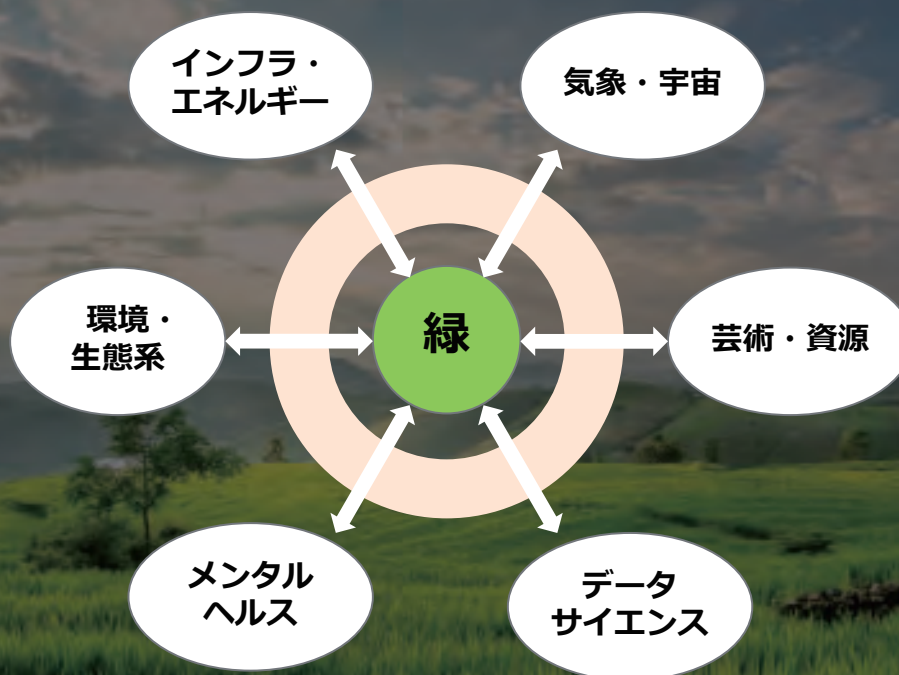 インフラ・
エネルギー
気象・宇宙
環境・
生態系
緑
芸術・資源
メンタル
ヘルス
データ
サイエンス